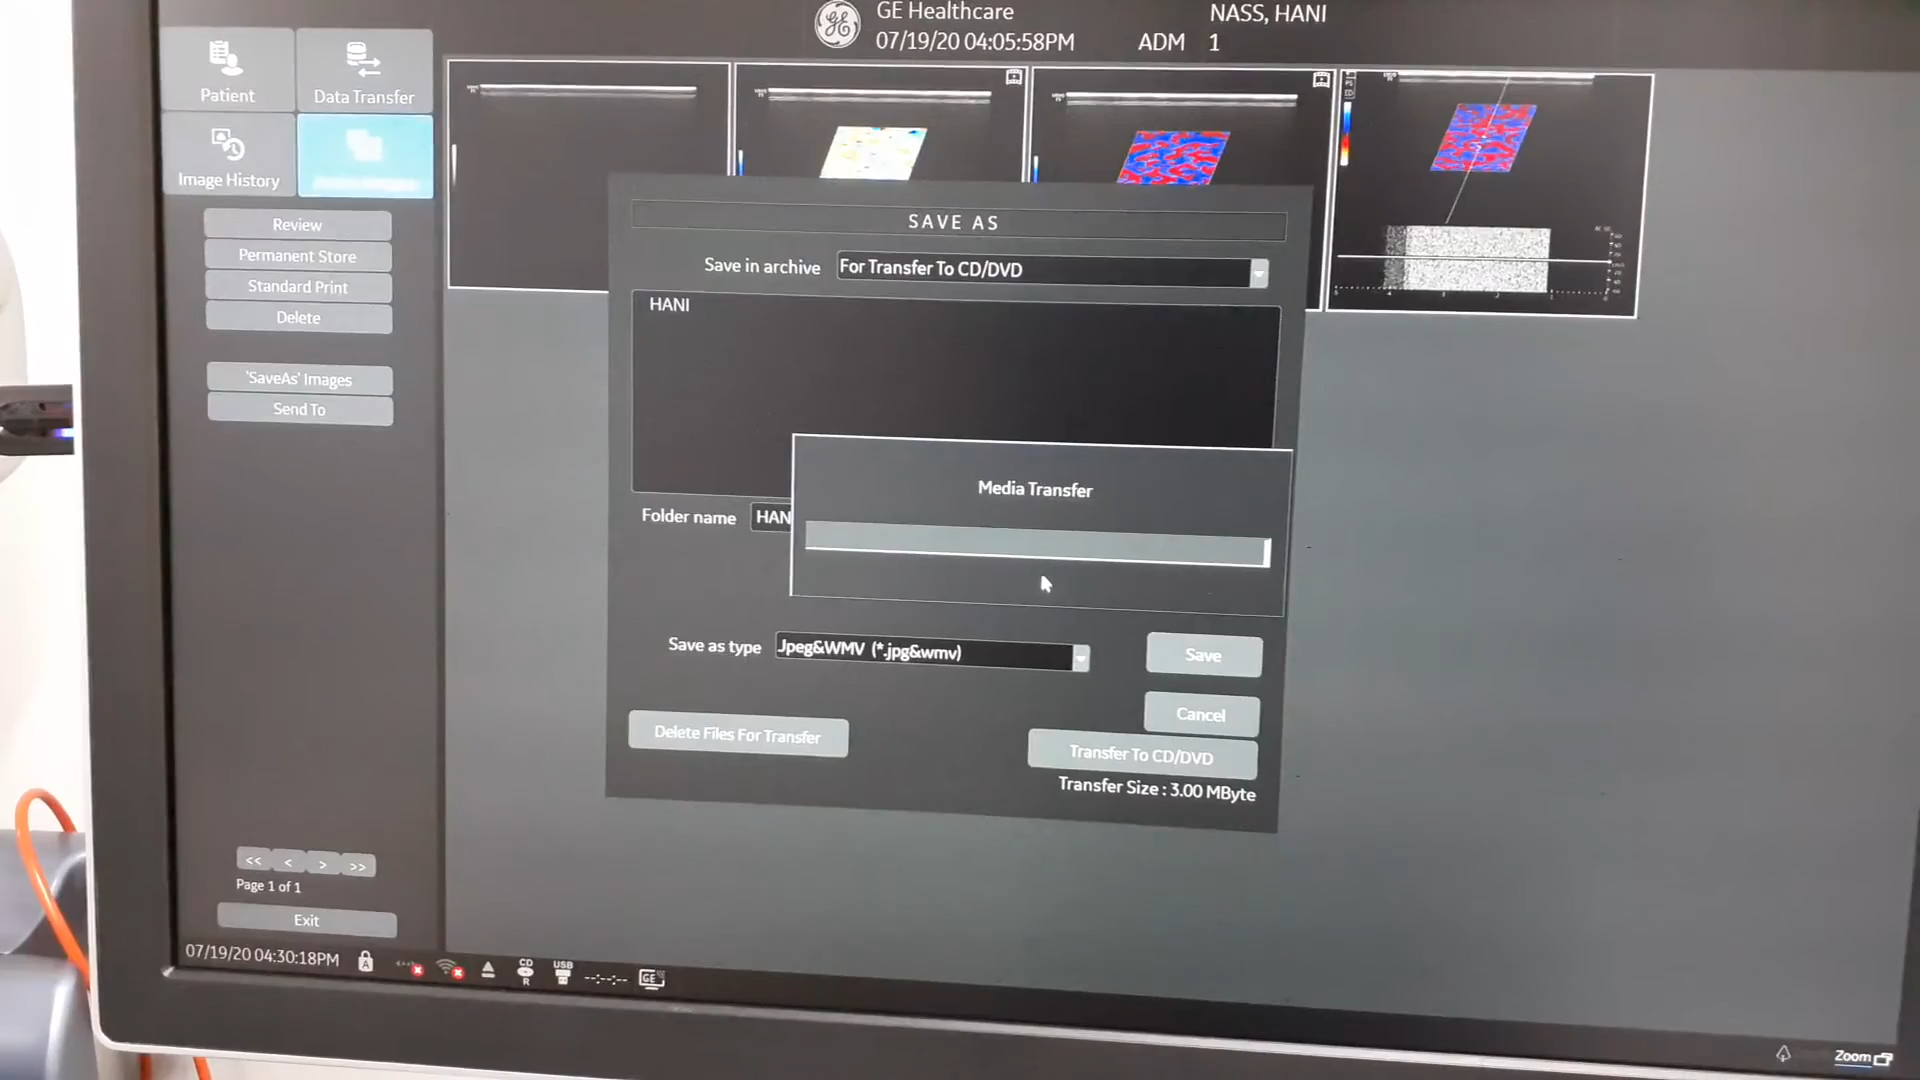 GE Healthcare
NASS, HANI
07/19/20 04:05:58PM
ADM 1
Patient
Data Transfer
Image History
Review
Permanent Store
Standard Print
Delete
'SaveAs' Images
Send To
SAVE AS
Save in archive
For Transfer To CD/DVD
HANI
Media Transfer
Folder name
HAN
Save as type
Jpeg&WMV (*.jpg&wmv)
Save
Cancel
Delete Files For Transfer
Transfer To CD/DVD
Transfer Size : 3.00 MByte
<< < > >>
Page 1 of 1
Exit
07/19/20 04:30:18PM
A
CD
R
USB
--:--:--
GE
Zoom